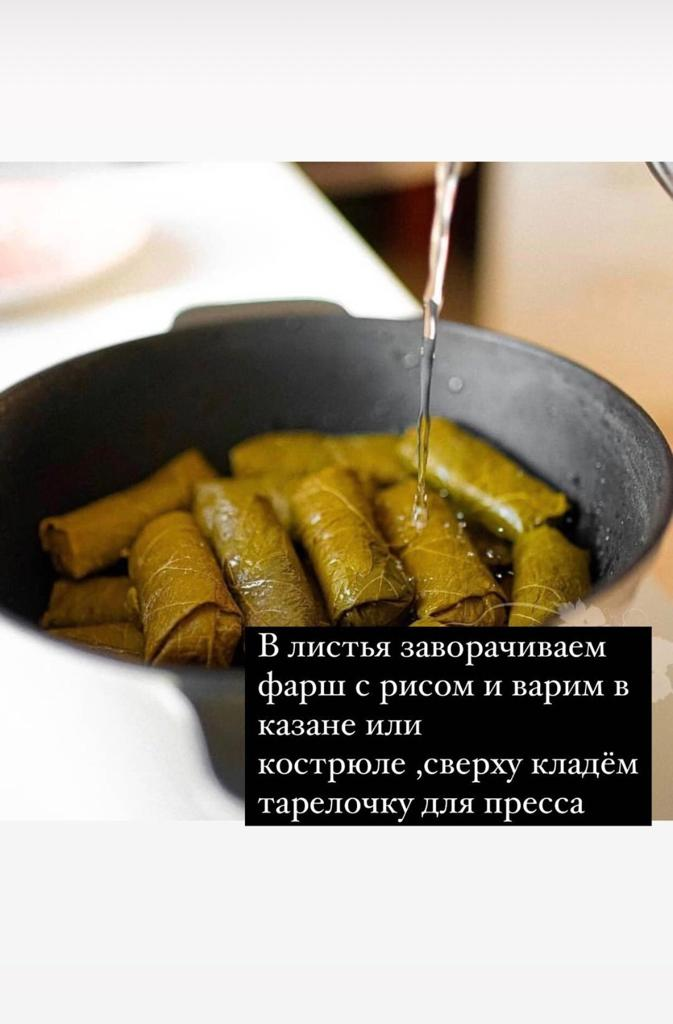 В листья заворачиваем
фарш с рисом и варим в
казане или
кострюле ,сверху кладём
тарелочку для пресса